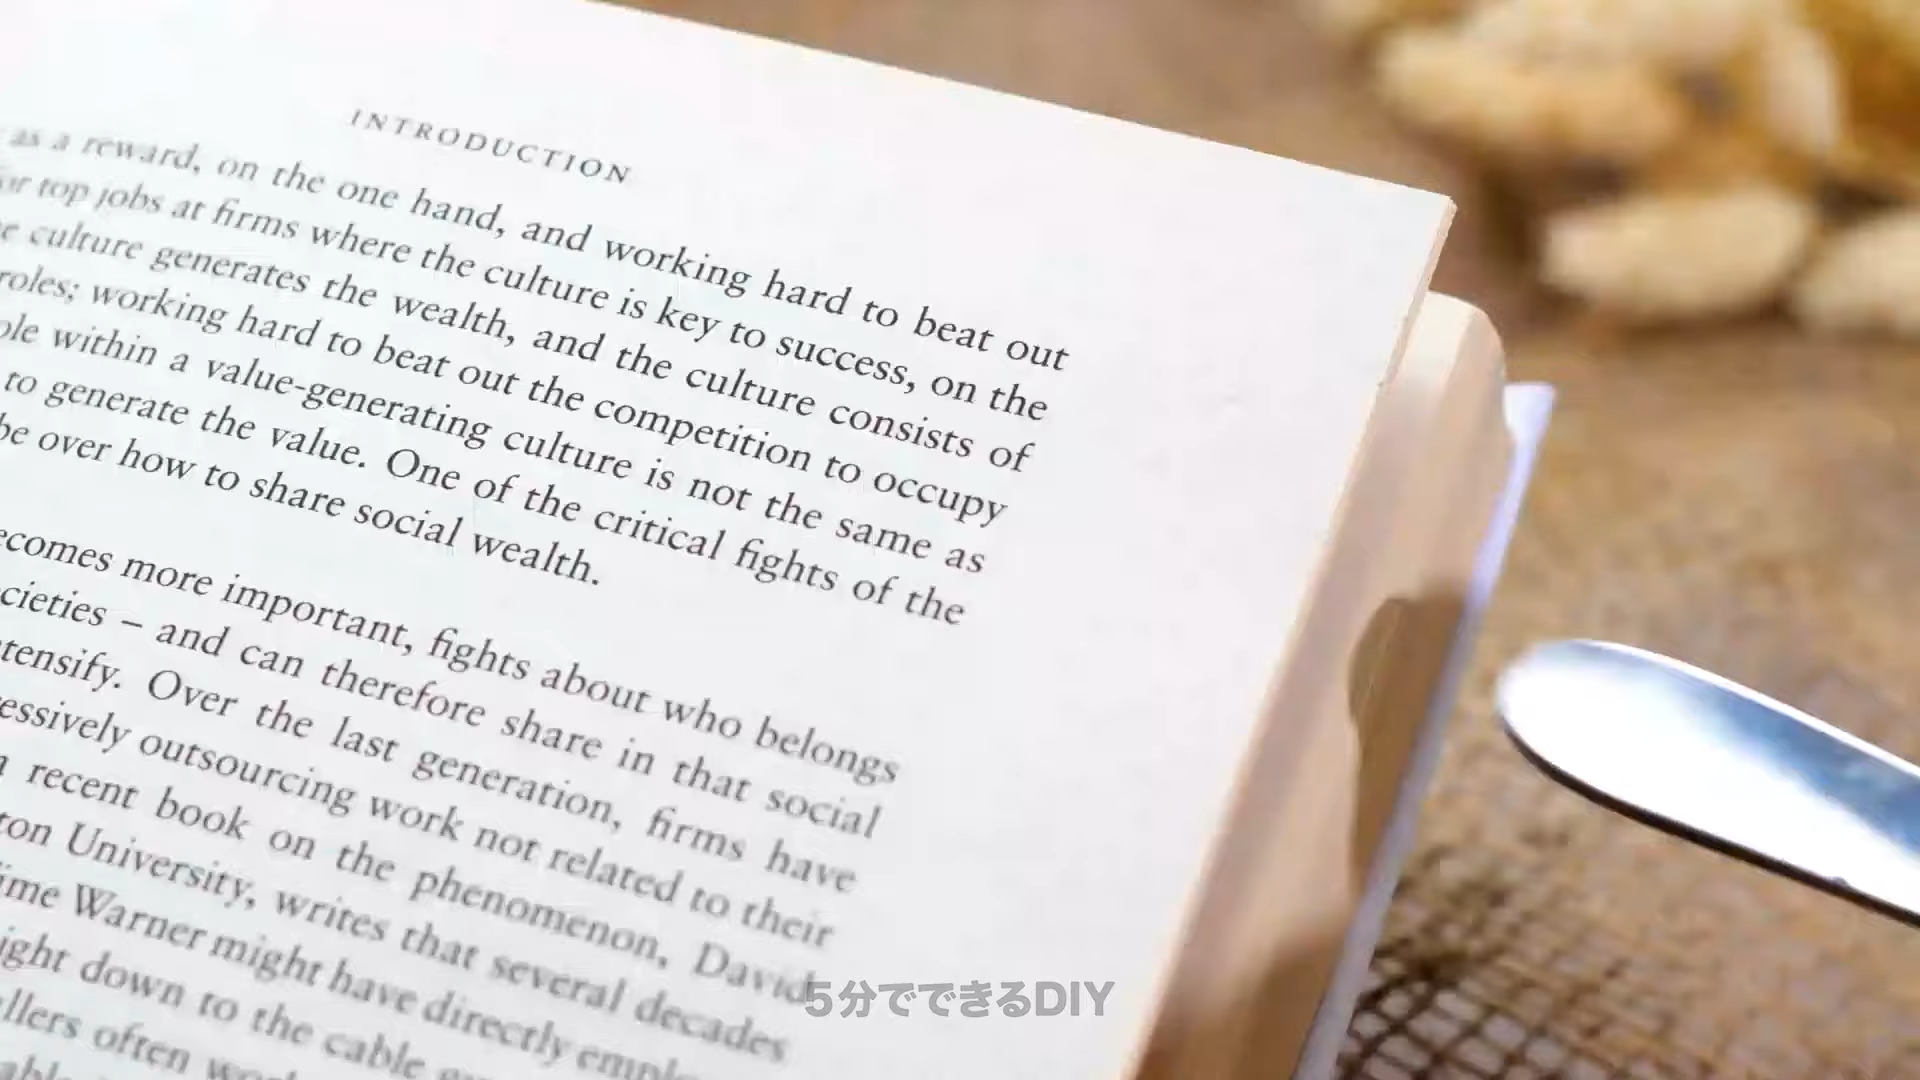 INTRODUCTION
as a reward, on the one hand, and working hard to beat out
for top jobs at firms where the culture is key to success, on the
culture generates the wealth, and the culture consists of
roles; working hard to beat out the competition to occupy
within a value-generating culture is not the same as
to generate the value. One of the critical fights of the
be over how to share social wealth.
ecomes more important, fights about who belongs
cieties – and can therefore share in that social
tensify. Over the last generation, firms have
essively outsourcing work not related to their
recent book on the phenomenon, David
ton University, writes that several decades
ime Warner might have directly emplo
ight down to the cable
llers often
5分でできるDIY